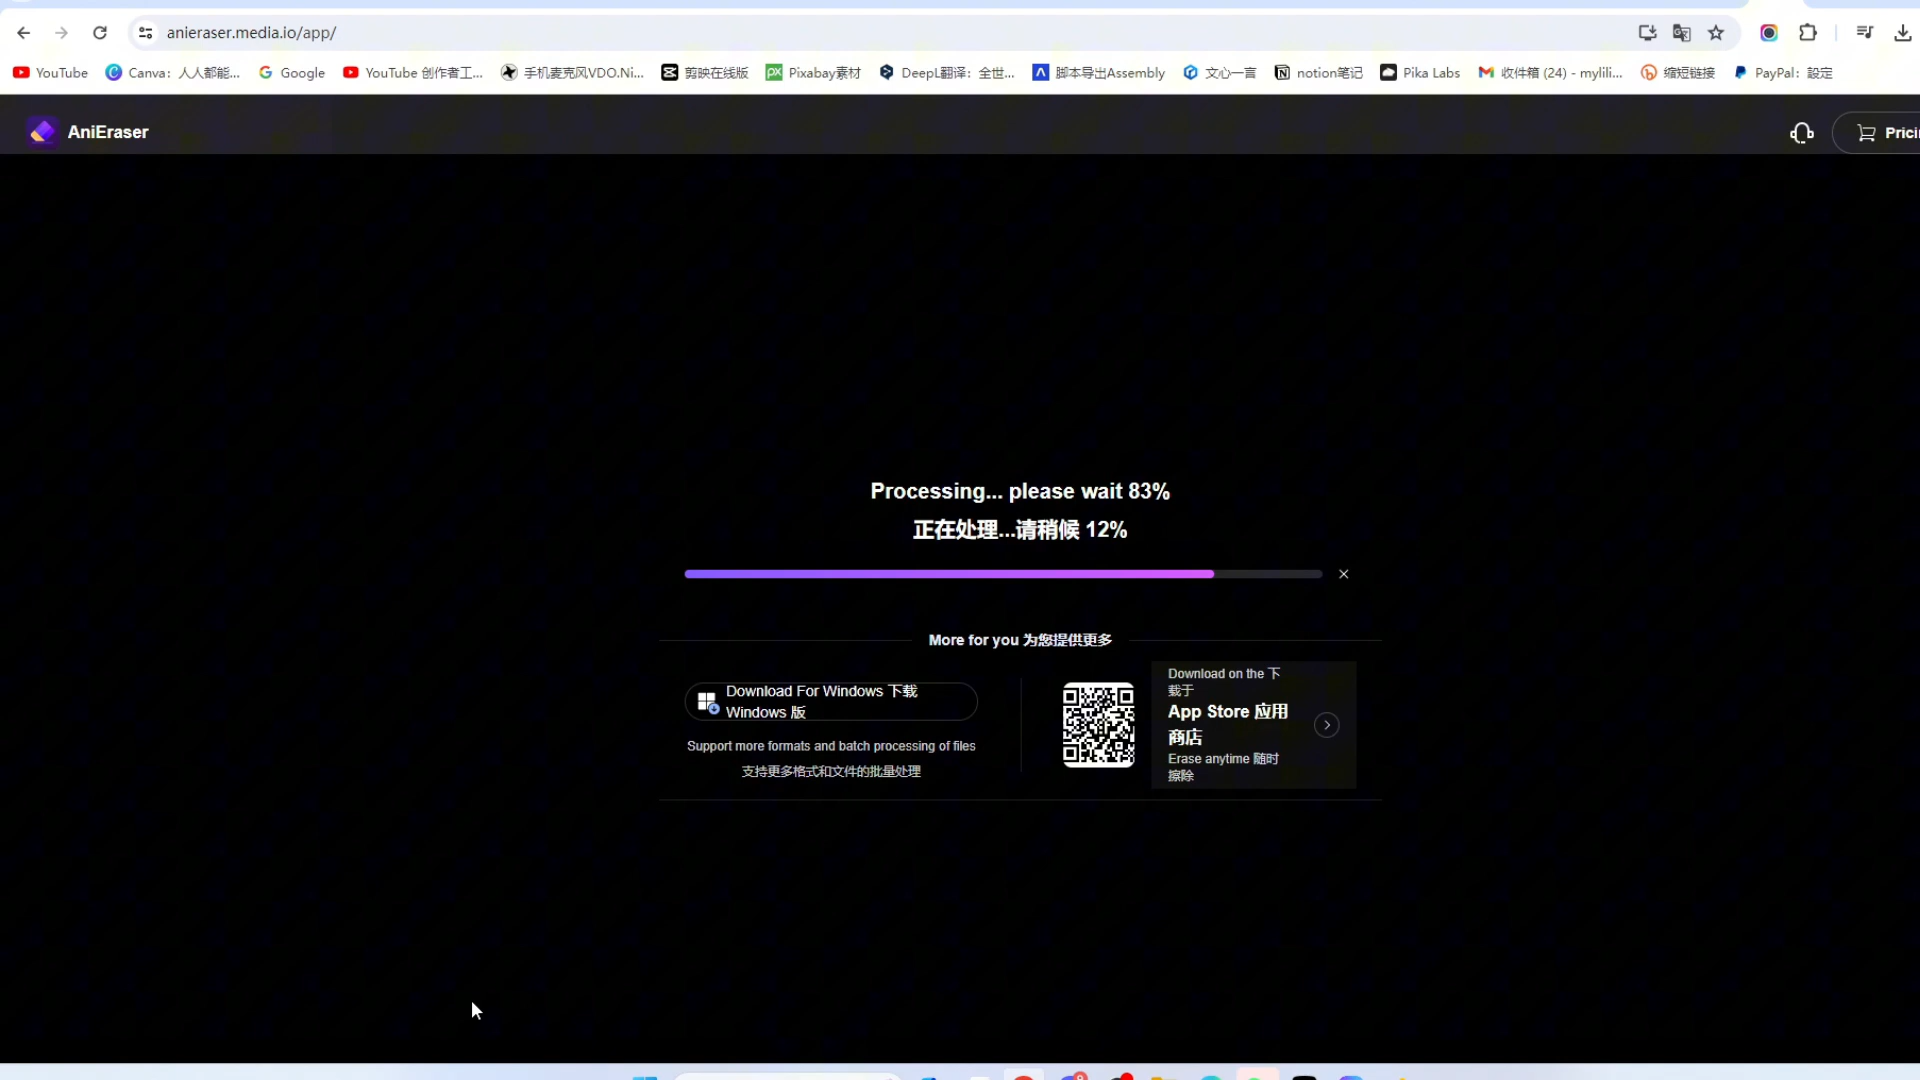 anieraser.media.io/app/
YouTube
Canva：人人都能...
Google
YouTube 创作者工...
手机麦克风VDO.Ni...
剪映在线版
Pixabay素材
DeepL翻译：全世...
脚本导出Assembly
文心一言
notion笔记
Pika Labs
收件箱 (24) - mylili...
缩短链接
PayPal：設定
AniEraser
Prici
Processing... please wait 83%
正在处理...请稍候 12%
More for you 为您提供更多
Download For Windows 下载
Windows 版
Support more formats and batch processing of files
支持更多格式和文件的批量处理
Download on the 下
载于
App Store 应用
商店
Erase anytime 随时
擦除